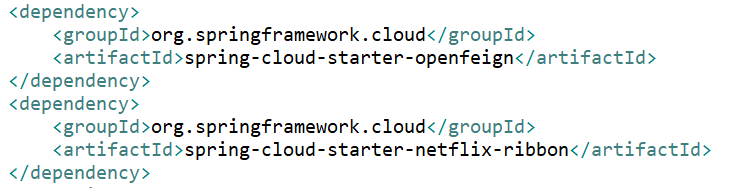 <dependency>
    <groupId>org.springframework.cloud</groupId>
    <artifactId>spring-cloud-starter-openfeign</artifactId>
</dependency>
<dependency>
    <groupId>org.springframework.cloud</groupId>
    <artifactId>spring-cloud-starter-netflix-ribbon</artifactId>
</dependency>